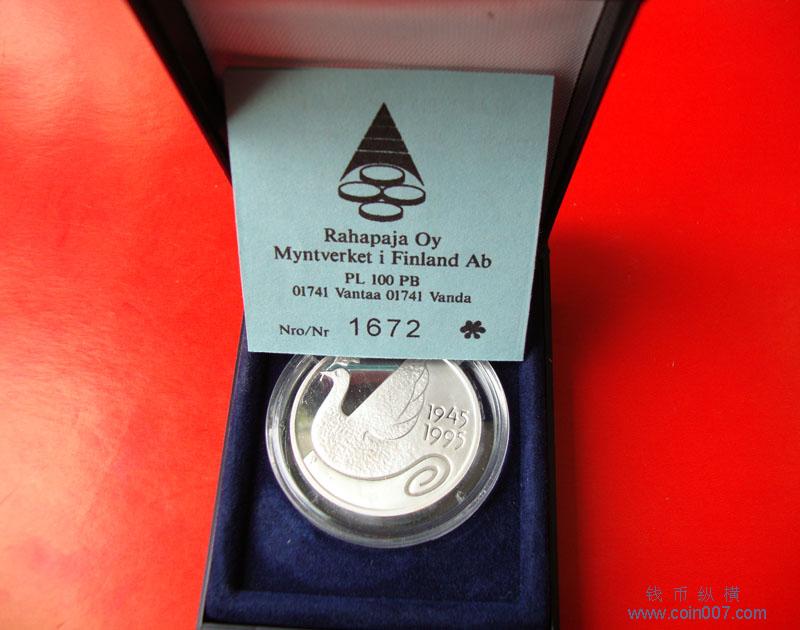 Rahapaja Oy
Myntverket i Finland Ab
PL 100 PB
01741 Vantaa 01741 Vanda
Nro/Nr 1672
1945
1995
钱币纵横
www.coin007.com